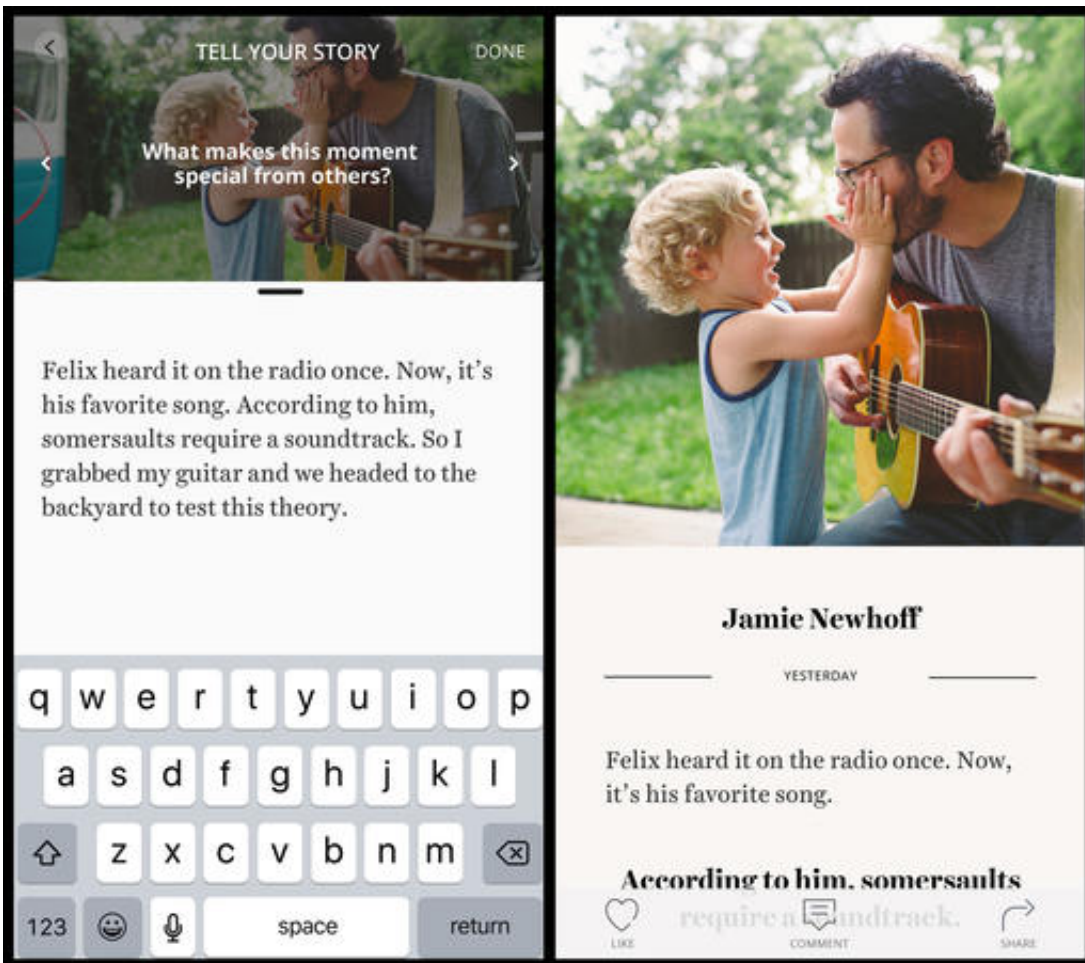 TELL YOUR STORY
DONE
What makes this moment
special from others?
Felix heard it on the radio once. Now, it’s
his favorite song. According to him,
somersaults require a soundtrack. So I
grabbed my guitar and we headed to the
backyard to test this theory.
q w e r t y u i o p
a s d f g h j k l
z x c v b n m
123 space return
Jamie Newhoff
YESTERDAY
Felix heard it on the radio once. Now,
it’s his favorite song.
According to him, somersaults
require a soundtrack.
LIKE COMMENT SHARE